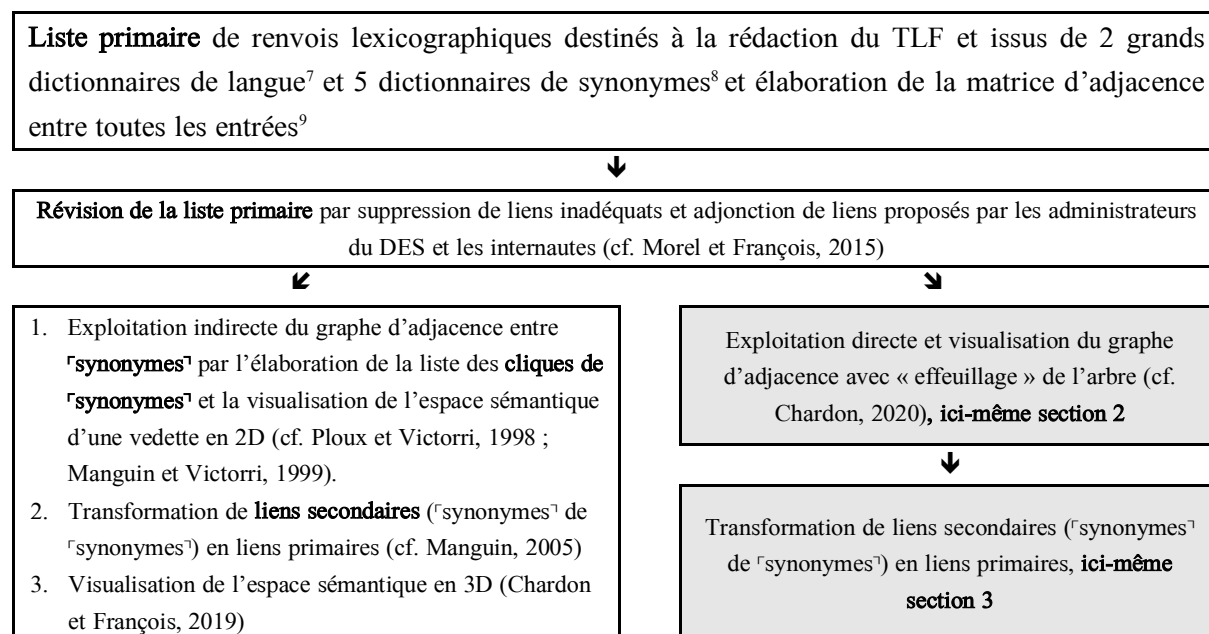 Liste primaire de renvois lexicographiques destinés à la rédaction du TLF et issus de 2 grands
dictionnaires de langue⁷ et 5 dictionnaires de synonymes⁸ et élaboration de la matrice d’adjacence
entre toutes les entrées⁹
Révision de la liste primaire par suppression de liens inadéquats et adjonction de liens proposés par les administrateurs
du DES et les internautes (cf. Morel et François, 2015)
1. Exploitation indirecte du graphe d’adjacence entre
⌜synonymes⌝ par l’élaboration de la liste des cliques de
⌜synonymes⌝ et la visualisation de l’espace sémantique
d’une vedette en 2D (cf. Ploux et Victorri, 1998 ;
Manguin et Victorri, 1999).
2. Transformation de liens secondaires (⌜synonymes⌝ de
⌜synonymes⌝) en liens primaires (cf. Manguin, 2005)
3. Visualisation de l’espace sémantique en 3D (Chardon
et François, 2019)
Exploitation directe et visualisation du graphe
d’adjacence avec « effeuillage » de l’arbre (cf.
Chardon, 2020), ici-même section 2
Transformation de liens secondaires (⌜synonymes⌝
de ⌜synonymes⌝) en liens primaires, ici-même
section 3